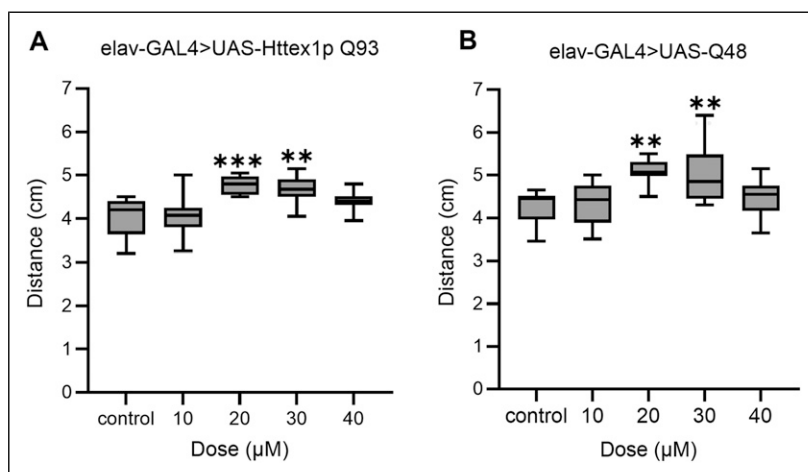 A
elav-GAL4>UAS-Httex1p Q93
7
6
5
4
3
2
1
0
Distance (cm)
***
**
control 10 20 30 40
Dose (µM)
B
elav-GAL4>UAS-Q48
7
6
5
4
3
2
1
0
Distance (cm)
**
**
control 10 20 30 40
Dose (µM)